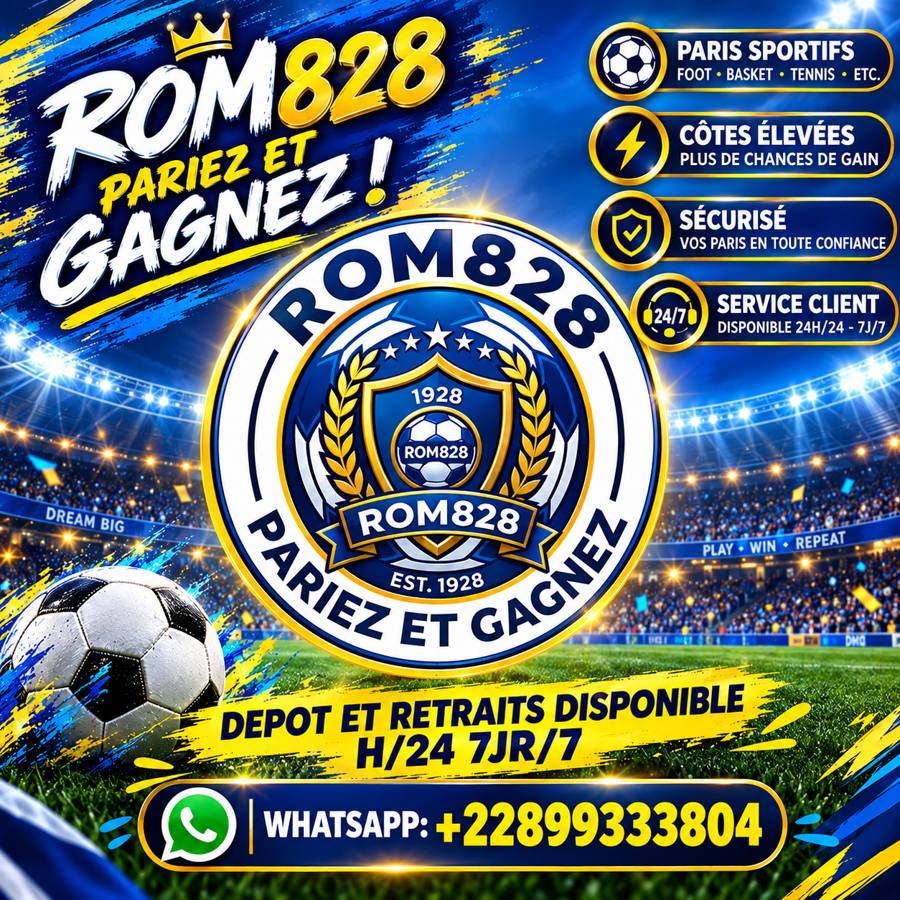 ROM828
PARIEZ ET
GAGNEZ !
PARIS SPORTIFS
FOOT • BASKET • TENNIS • ETC.
CÔTES ÉLEVÉES
PLUS DE CHANCES DE GAIN
SÉCURISÉ
VOS PARIS EN TOUTE CONFIANCE
24/7
SERVICE CLIENT
DISPONIBLE 24H/24 - 7J/7
ROM828
1928
ROM828
ROM828
EST. 1928
PARIEZ ET GAGNEZ
DREAM BIG
PLAY • WIN • REPEAT
DEPOT ET RETRAITS DISPONIBLE
H/24 7JR/7
WHATSAPP: +22899333804